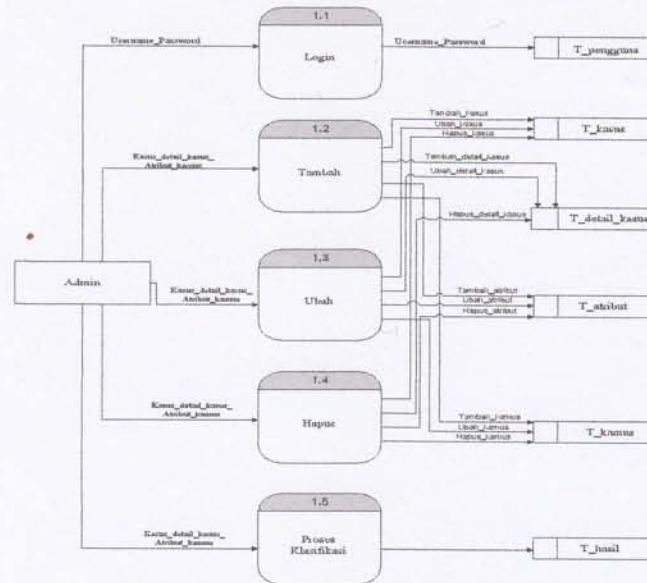 1.1
Username_Password
Login
Username_Password
T_pengguna
1.2
Kasus_detail_kasus_
Atribut_kamus
Tambah
Tambah_kasus
Ubah_kasus
Hapus_kasus
T_kasus
Tambah_detail_kasus
Ubah_detail_kasus
Hapus_detail_kasus
T_detail_kasus
1.3
Admin
Kasus_detail_kasus_
Atribut_kamus
Ubah
Tambah_atribut
Ubah_atribut
Hapus_atribut
T_atribut
1.4
Kasus_detail_kasus_
Atribut_kamus
Hapus
Tambah_kamus
Ubah_kamus
Hapus_kamus
T_kamus
1.5
Kasus_detail_kasus_
Atribut_kamus
Proses
Klasifikasi
T_hasil